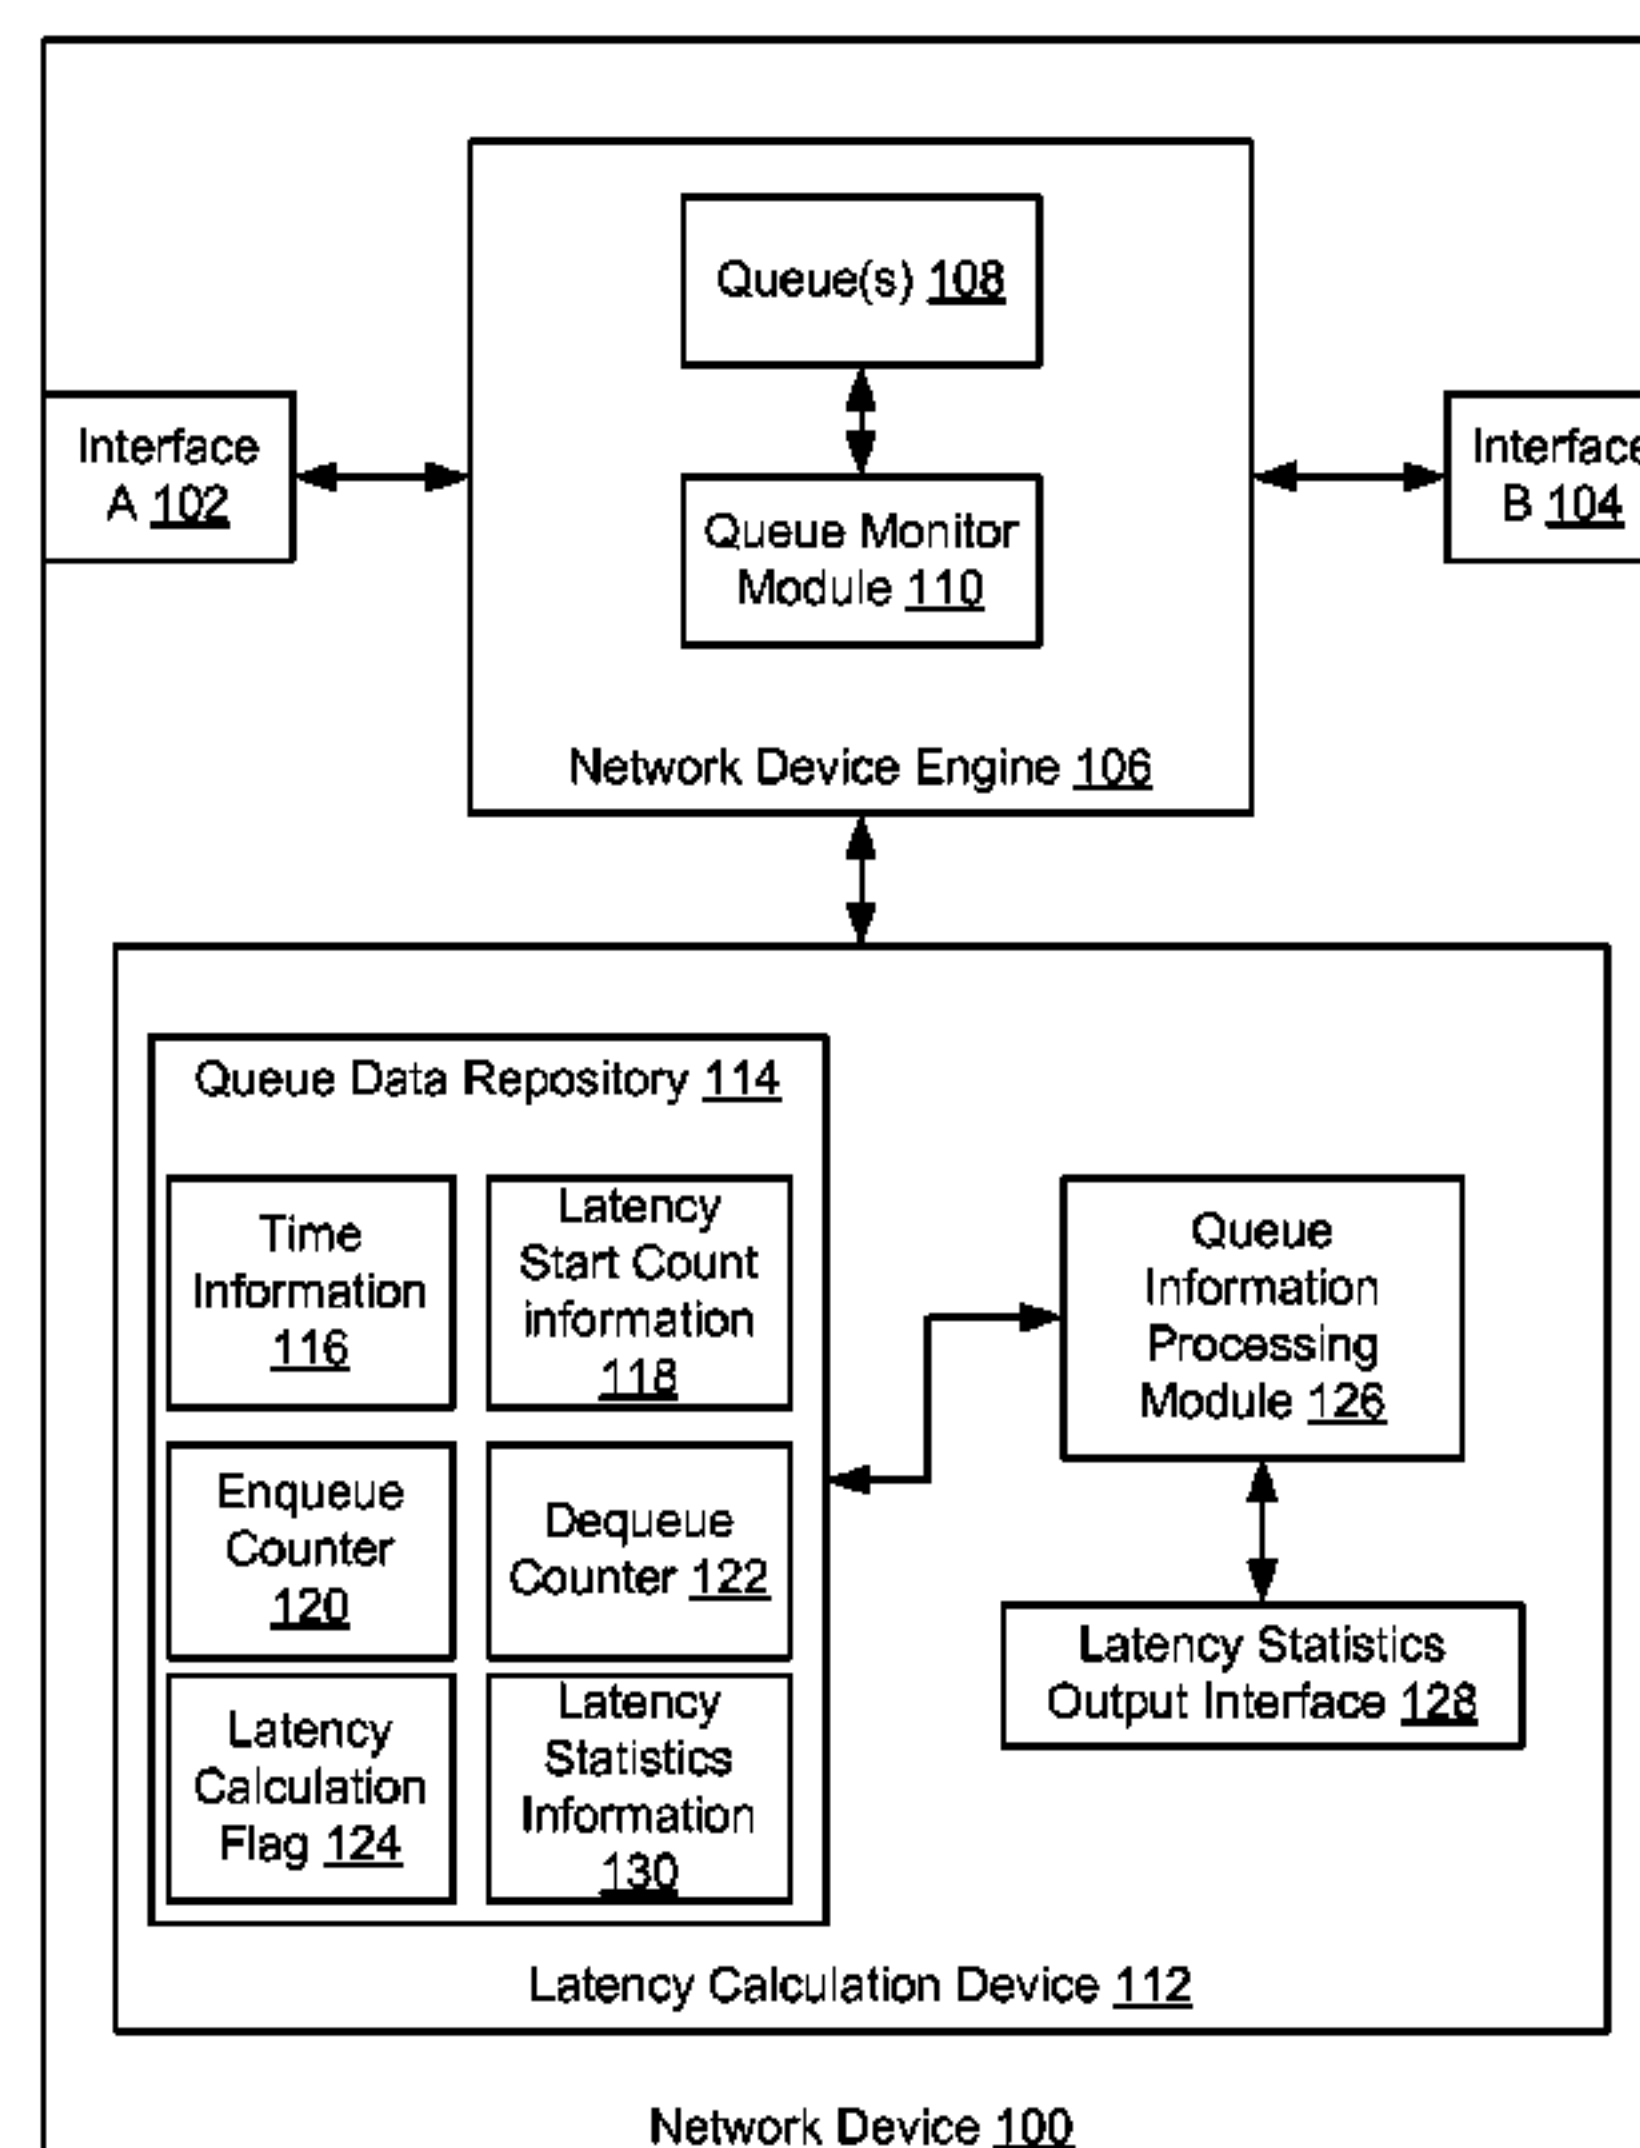 Queue(s) 108
Interface
A 102
Queue Monitor
Module 110
Interface
B 104
Network Device Engine 106
Queue Data Repository 114
Time
Information
116
Latency
Start Count
information
118
Enqueue
Counter
120
Dequeue
Counter 122
Latency
Calculation
Flag 124
Latency
Statistics
Information
130
Queue
Information
Processing
Module 126
Latency Statistics
Output Interface 128
Latency Calculation Device 112
Network Device 100